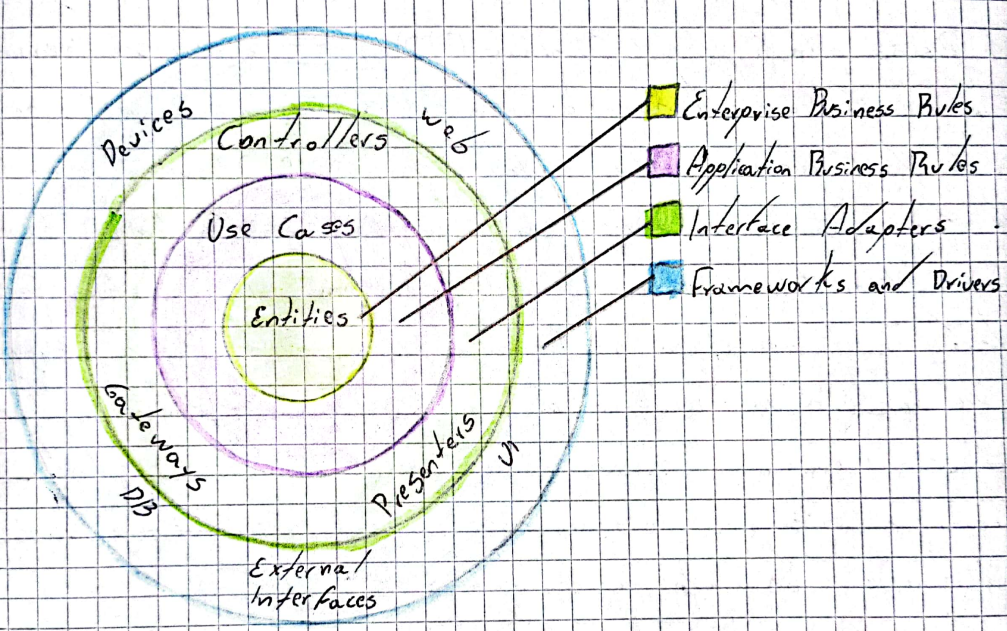 Devices
Web
Controllers
Use Cases
Entities
Gateways
DB
Presenters
UI
External
Interfaces
Enterprise Business Rules
Application Business Rules
Interface Adapters
Frameworks and Drivers